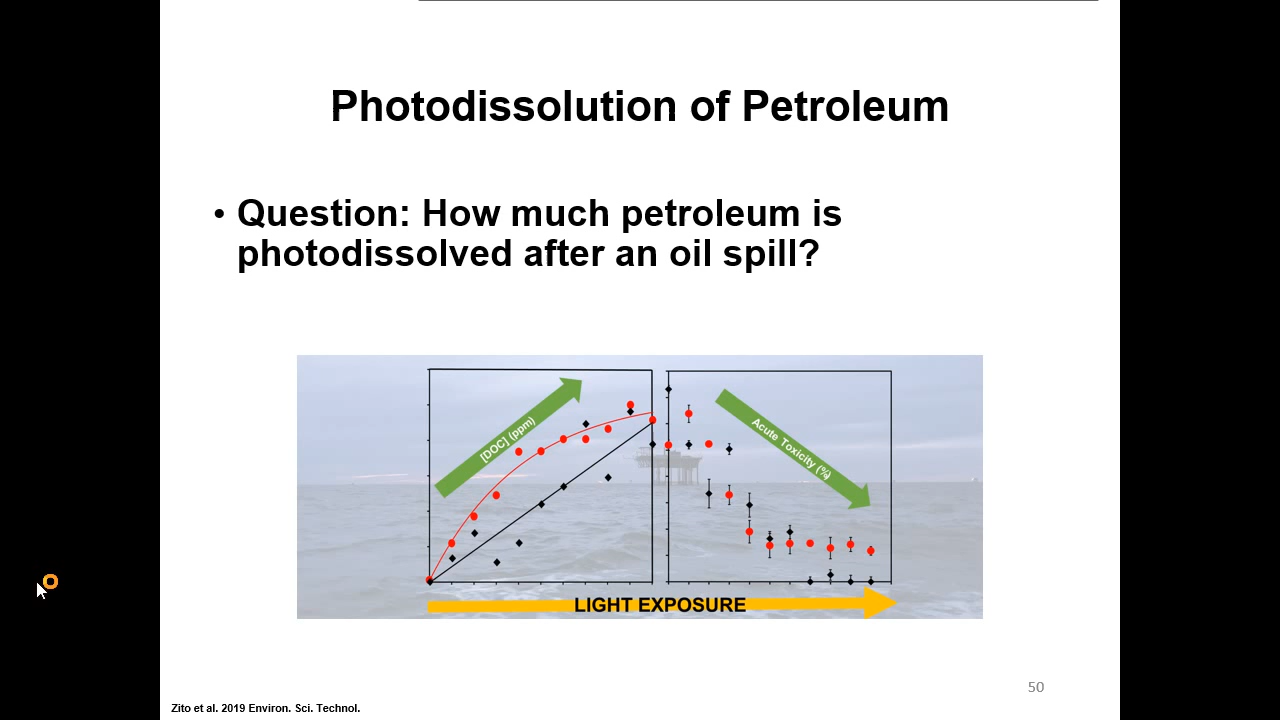 Photodissolution of Petroleum
• Question: How much petroleum is
photodissolved after an oil spill?
[DOC] (ppm)
Acute Toxicity (%)
LIGHT EXPOSURE
50
Zito et al. 2019 Environ. Sci. Technol.